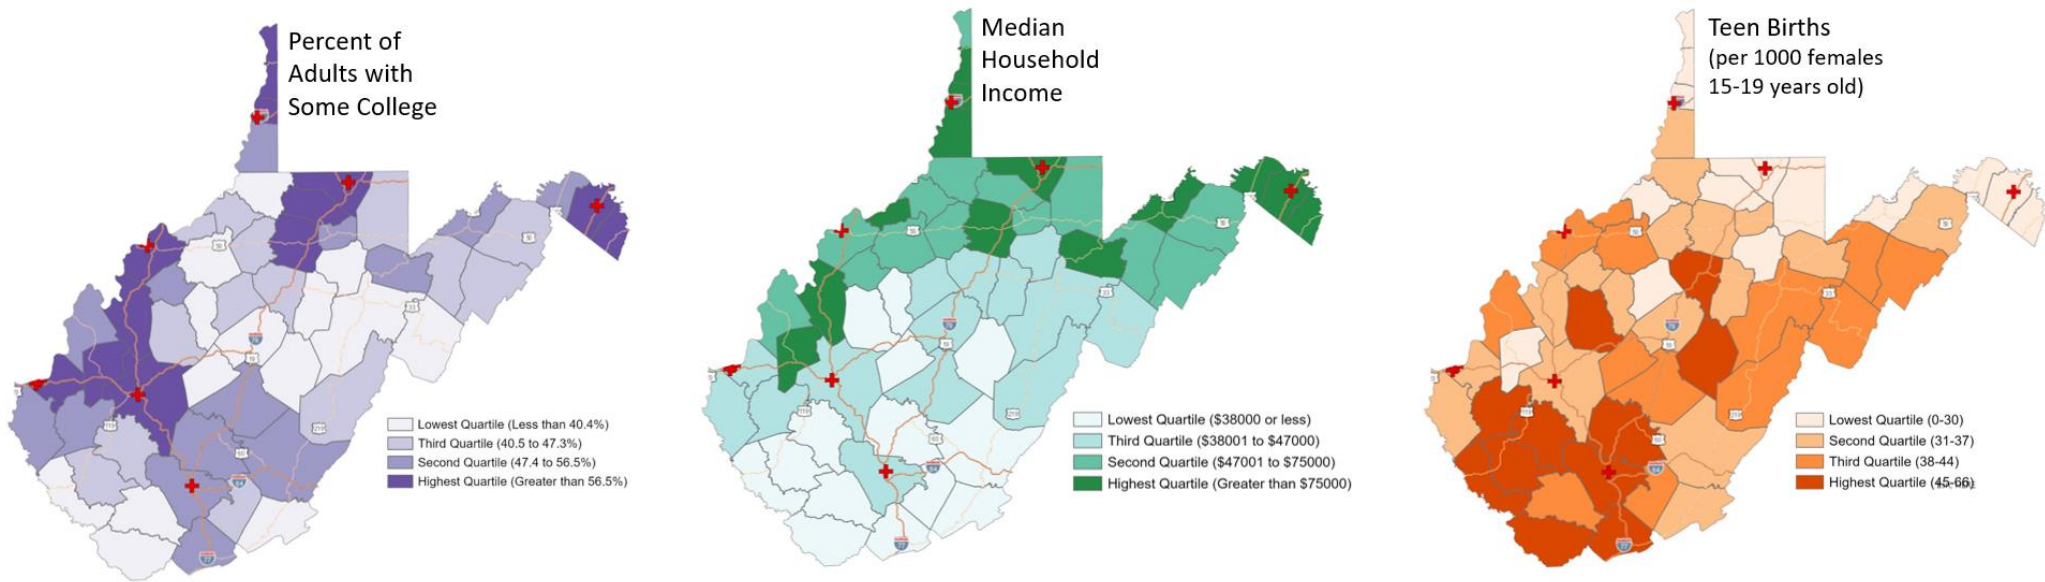 Percent of
Adults with
Some College
Lowest Quartile (Less than 40.4%)
Third Quartile (40.5 to 47.3%)
Second Quartile (47.4 to 56.5%)
Highest Quartile (Greater than 56.5%)
Median
Household
Income
Lowest Quartile ($38000 or less)
Third Quartile ($38001 to $47000)
Second Quartile ($47001 to $75000)
Highest Quartile (Greater than $75000)
Teen Births
(per 1000 females
15-19 years old)
Lowest Quartile (0-30)
Second Quartile (31-37)
Third Quartile (38-44)
Highest Quartile (45-66)